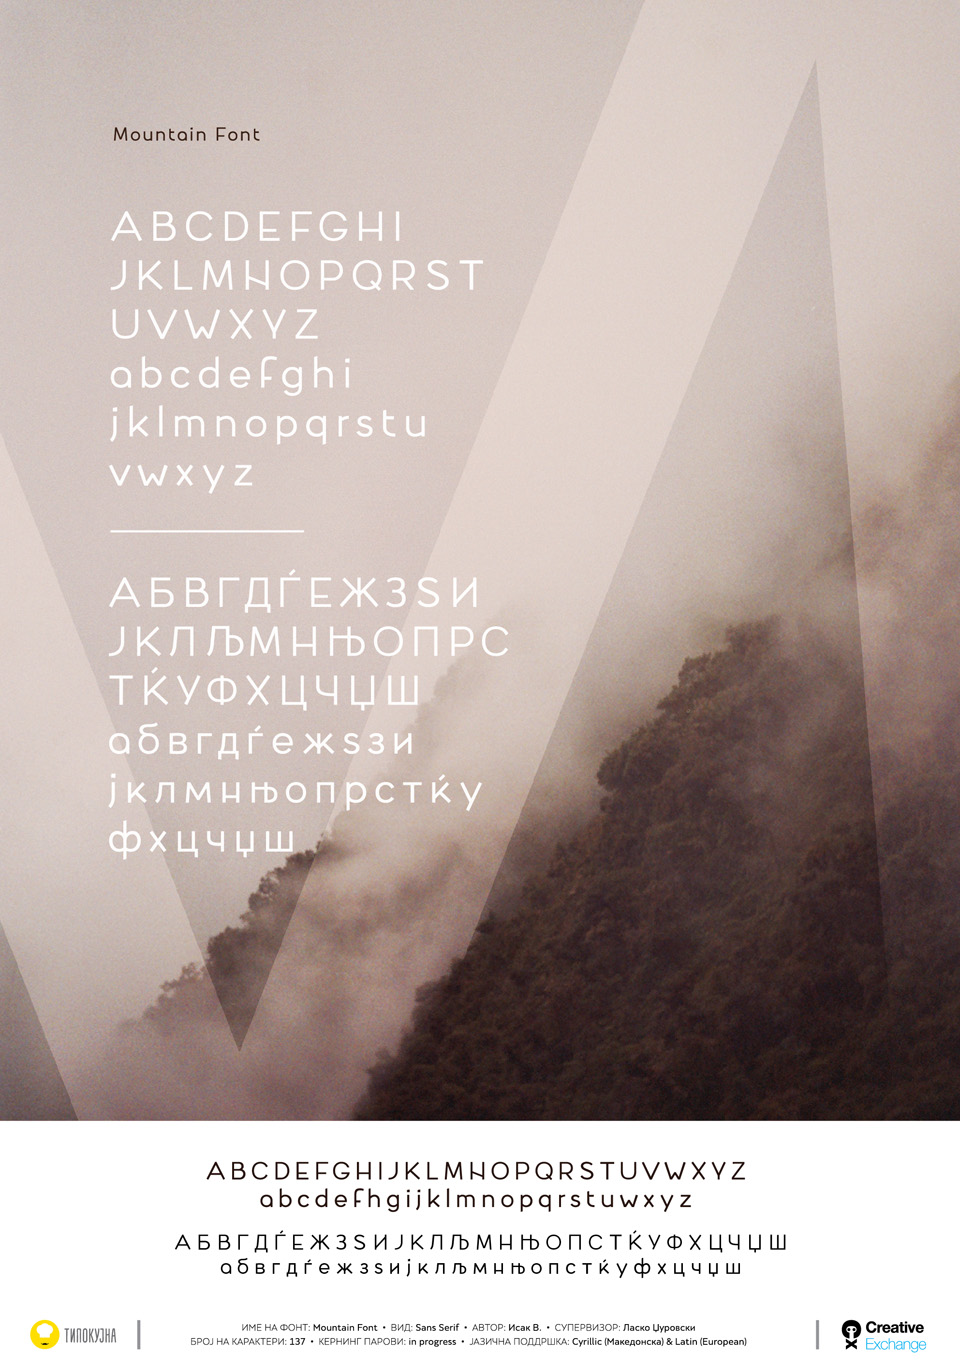 Mountain Font
ABCDEFGHI
JKLMNOPQRST
UVWXYZ
abcdefghi
jklmnopqrstu
vwxyz
АБВГДЃЕЖЗЅИ
ЈКЛЉМНЊОПРС
ТЌУФХЦЧЏШ
абвгдѓежѕзи
јклмнњопрстќу
фхцчџш
ABCDEFGHIJKLMNOPQRSTUVWXYZ
abcdefhgijklmnopqrstuwxyz
АБВГДЃЕЖЗЅИЈКЛЉМНЊОПСТЌУФХЦЧЏШ
абвгдѓежзѕијклљмнњопстќуфхцчџш
ТИПОКУЈНА
ИМЕ НА ФОНТ: Mountain Font • ВИД: Sans Serif • АВТОР: Исак В. • СУПЕРВИЗОР: Ласко Џуровски
БРОЈ НА КАРАКТЕРИ: 137 • КЕРНИНГ ПАРОВИ: in progress • ЈАЗИЧНА ПОДДРШКА: Cyrillic (Македонска) & Latin (European)
Creative
Exchange